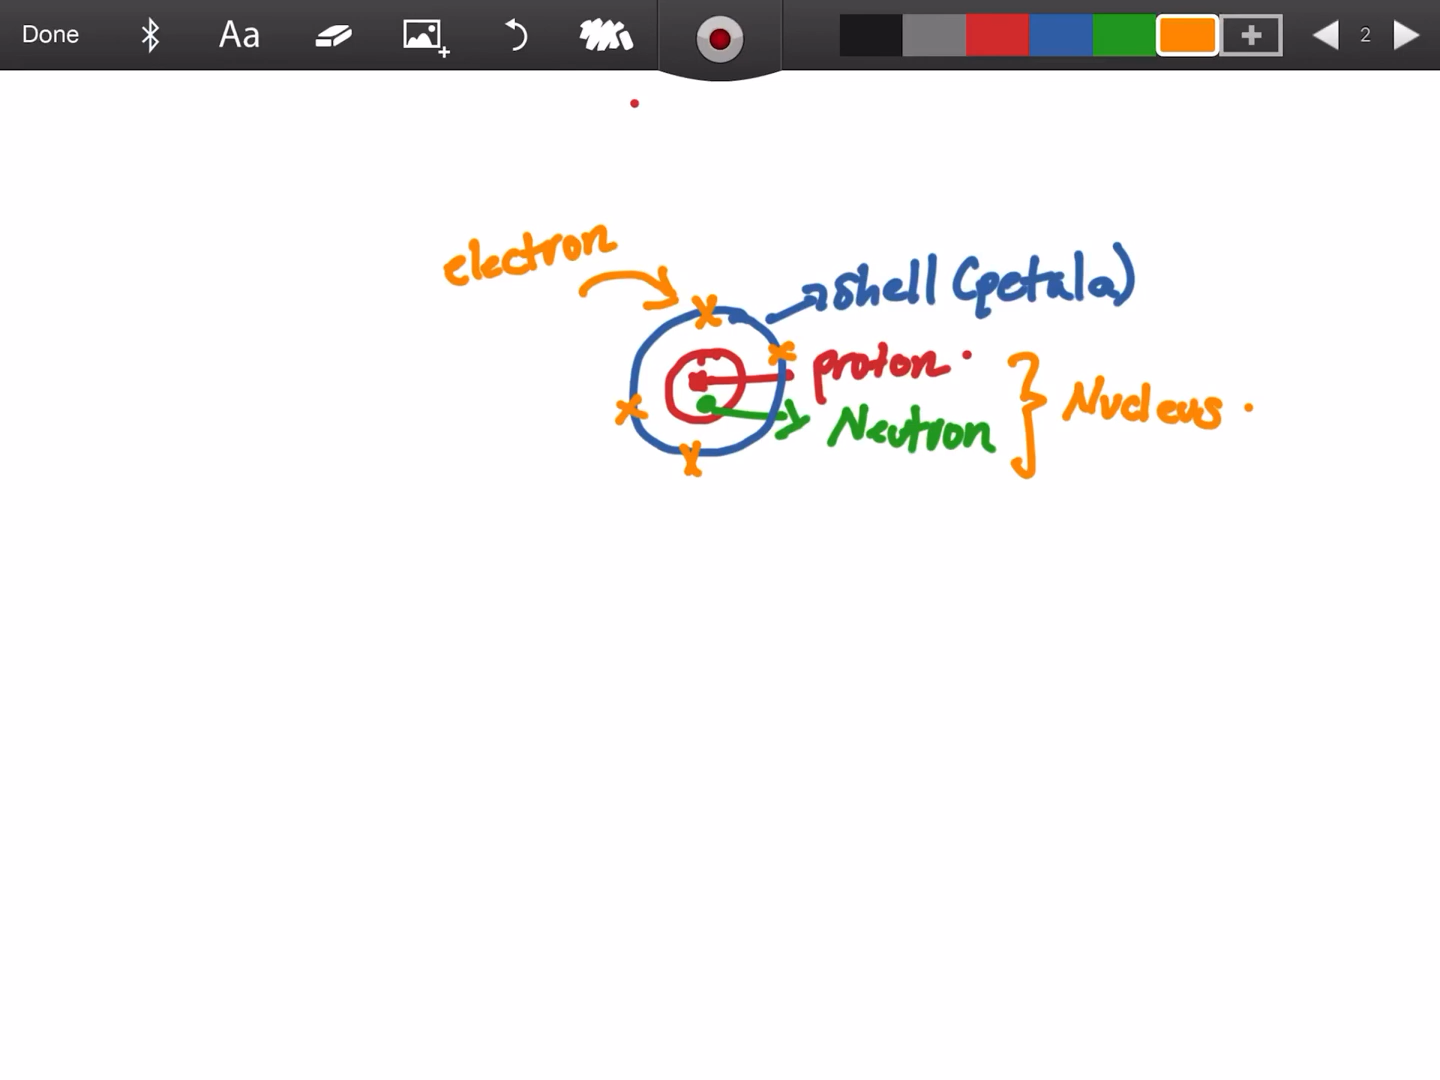 Done Aa 2
electron
shell (petala)
proton
Neutron
Nucleus